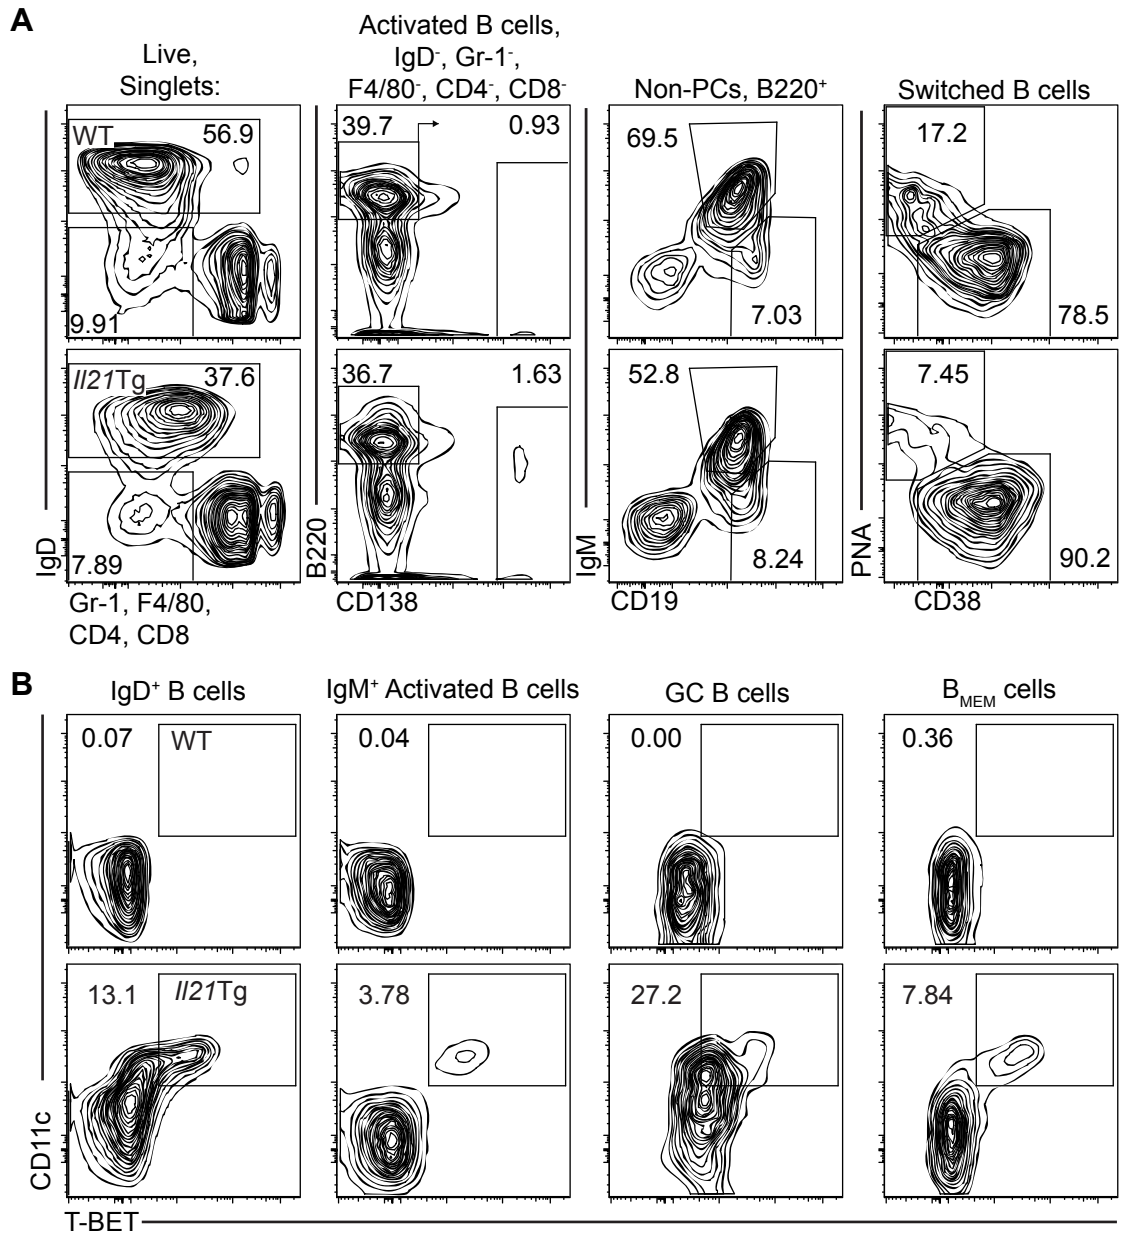 A
Live,
Singlets:
Activated B cells,
IgD-, Gr-1-,
F4/80-, CD4-, CD8-
Non-PCs, B220+
Switched B cells
WT
56.9
9.91
39.7
0.93
69.5
7.03
17.2
78.5
Il21Tg
37.6
7.89
36.7
1.63
52.8
8.24
7.45
90.2
IgD
B220
IgM
PNA
Gr-1, F4/80,
CD4, CD8
CD138
CD19
CD38
B
IgD+ B cells
IgM+ Activated B cells
GC B cells
BMEM cells
0.07
WT
0.04
0.00
0.36
13.1
Il21Tg
3.78
27.2
7.84
CD11c
T-BET